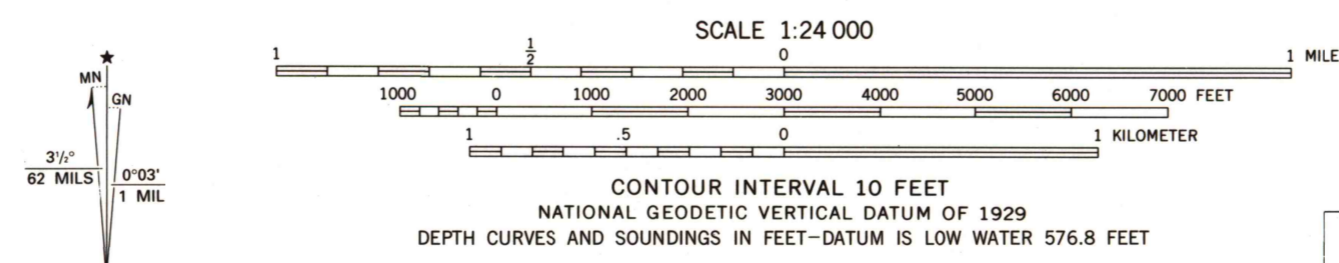 SCALE 1:24 000
1 ½ 0 1 MILE
1000 0 1000 2000 3000 4000 5000 6000 7000 FEET
1 .5 0 1 KILOMETER
CONTOUR INTERVAL 10 FEET
NATIONAL GEODETIC VERTICAL DATUM OF 1929
DEPTH CURVES AND SOUNDINGS IN FEET—DATUM IS LOW WATER 576.8 FEET
★
MN
GN
3½°
62 MILS
0°03'
1 MIL